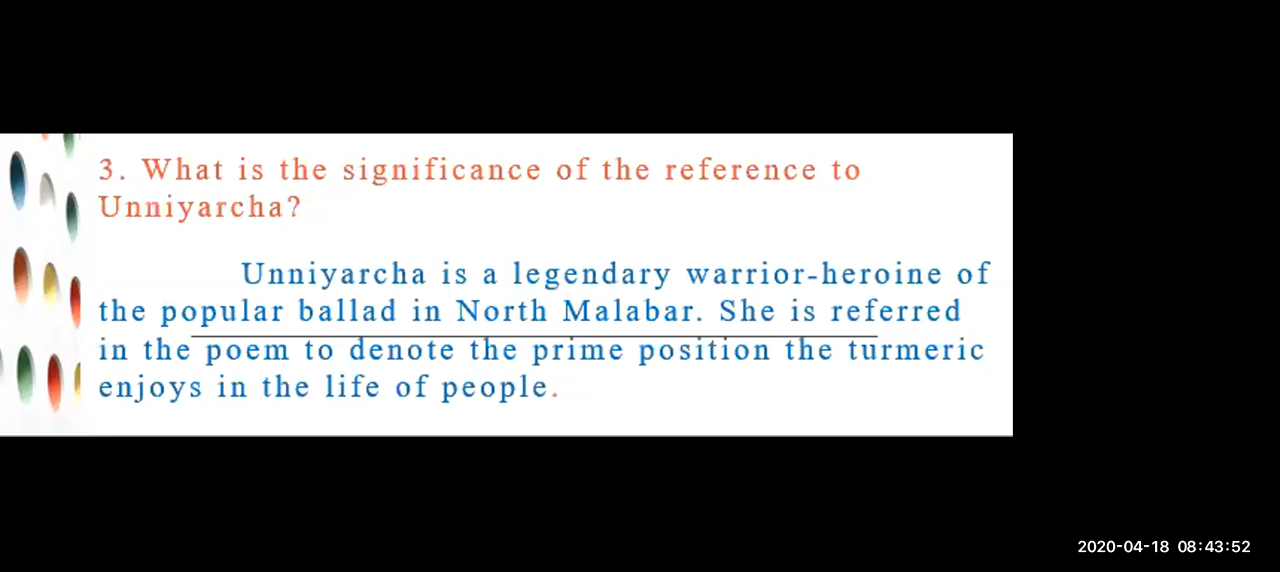 3. What is the significance of the reference to
Unniyarcha?
Unniyarcha is a legendary warrior-heroine of
the popular ballad in North Malabar. She is referred
in the poem to denote the prime position the turmeric
enjoys in the life of people.
2020-04-18 08:43:52